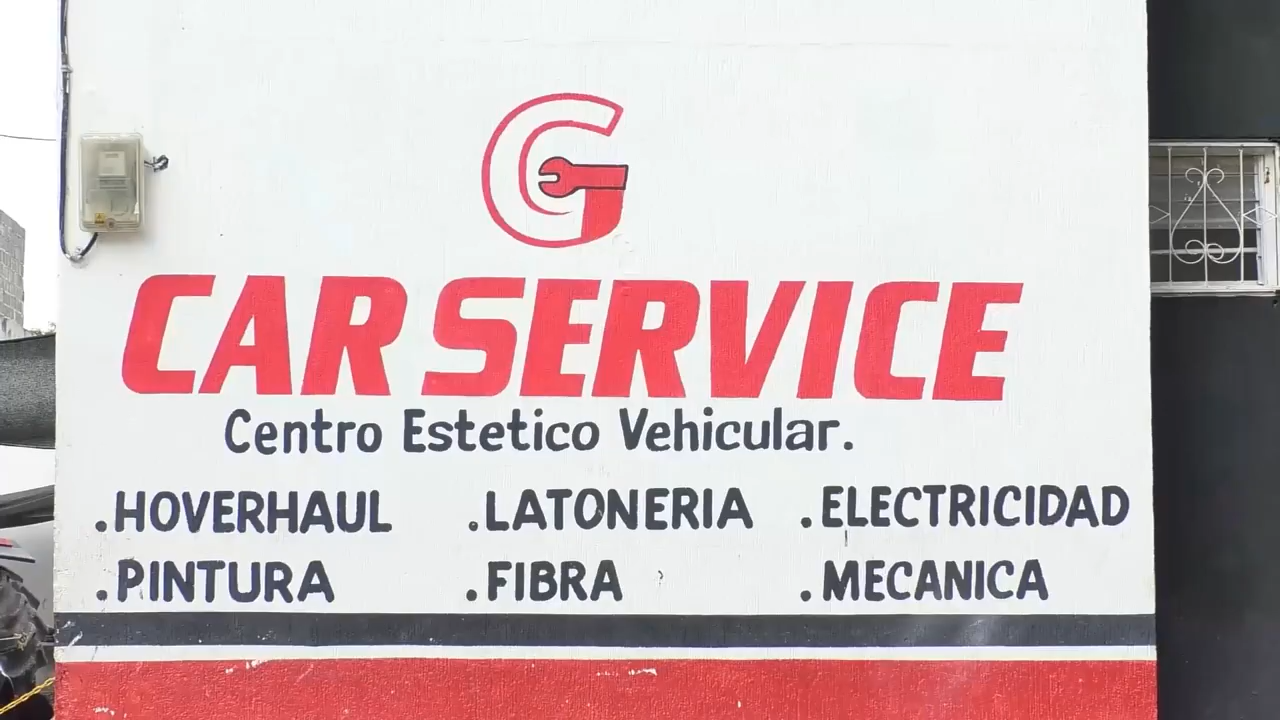 G
CAR SERVICE
Centro Estetico Vehicular.
.HOVERHAUL .LATONERIA .ELECTRICIDAD
.PINTURA .FIBRA .MECANICA